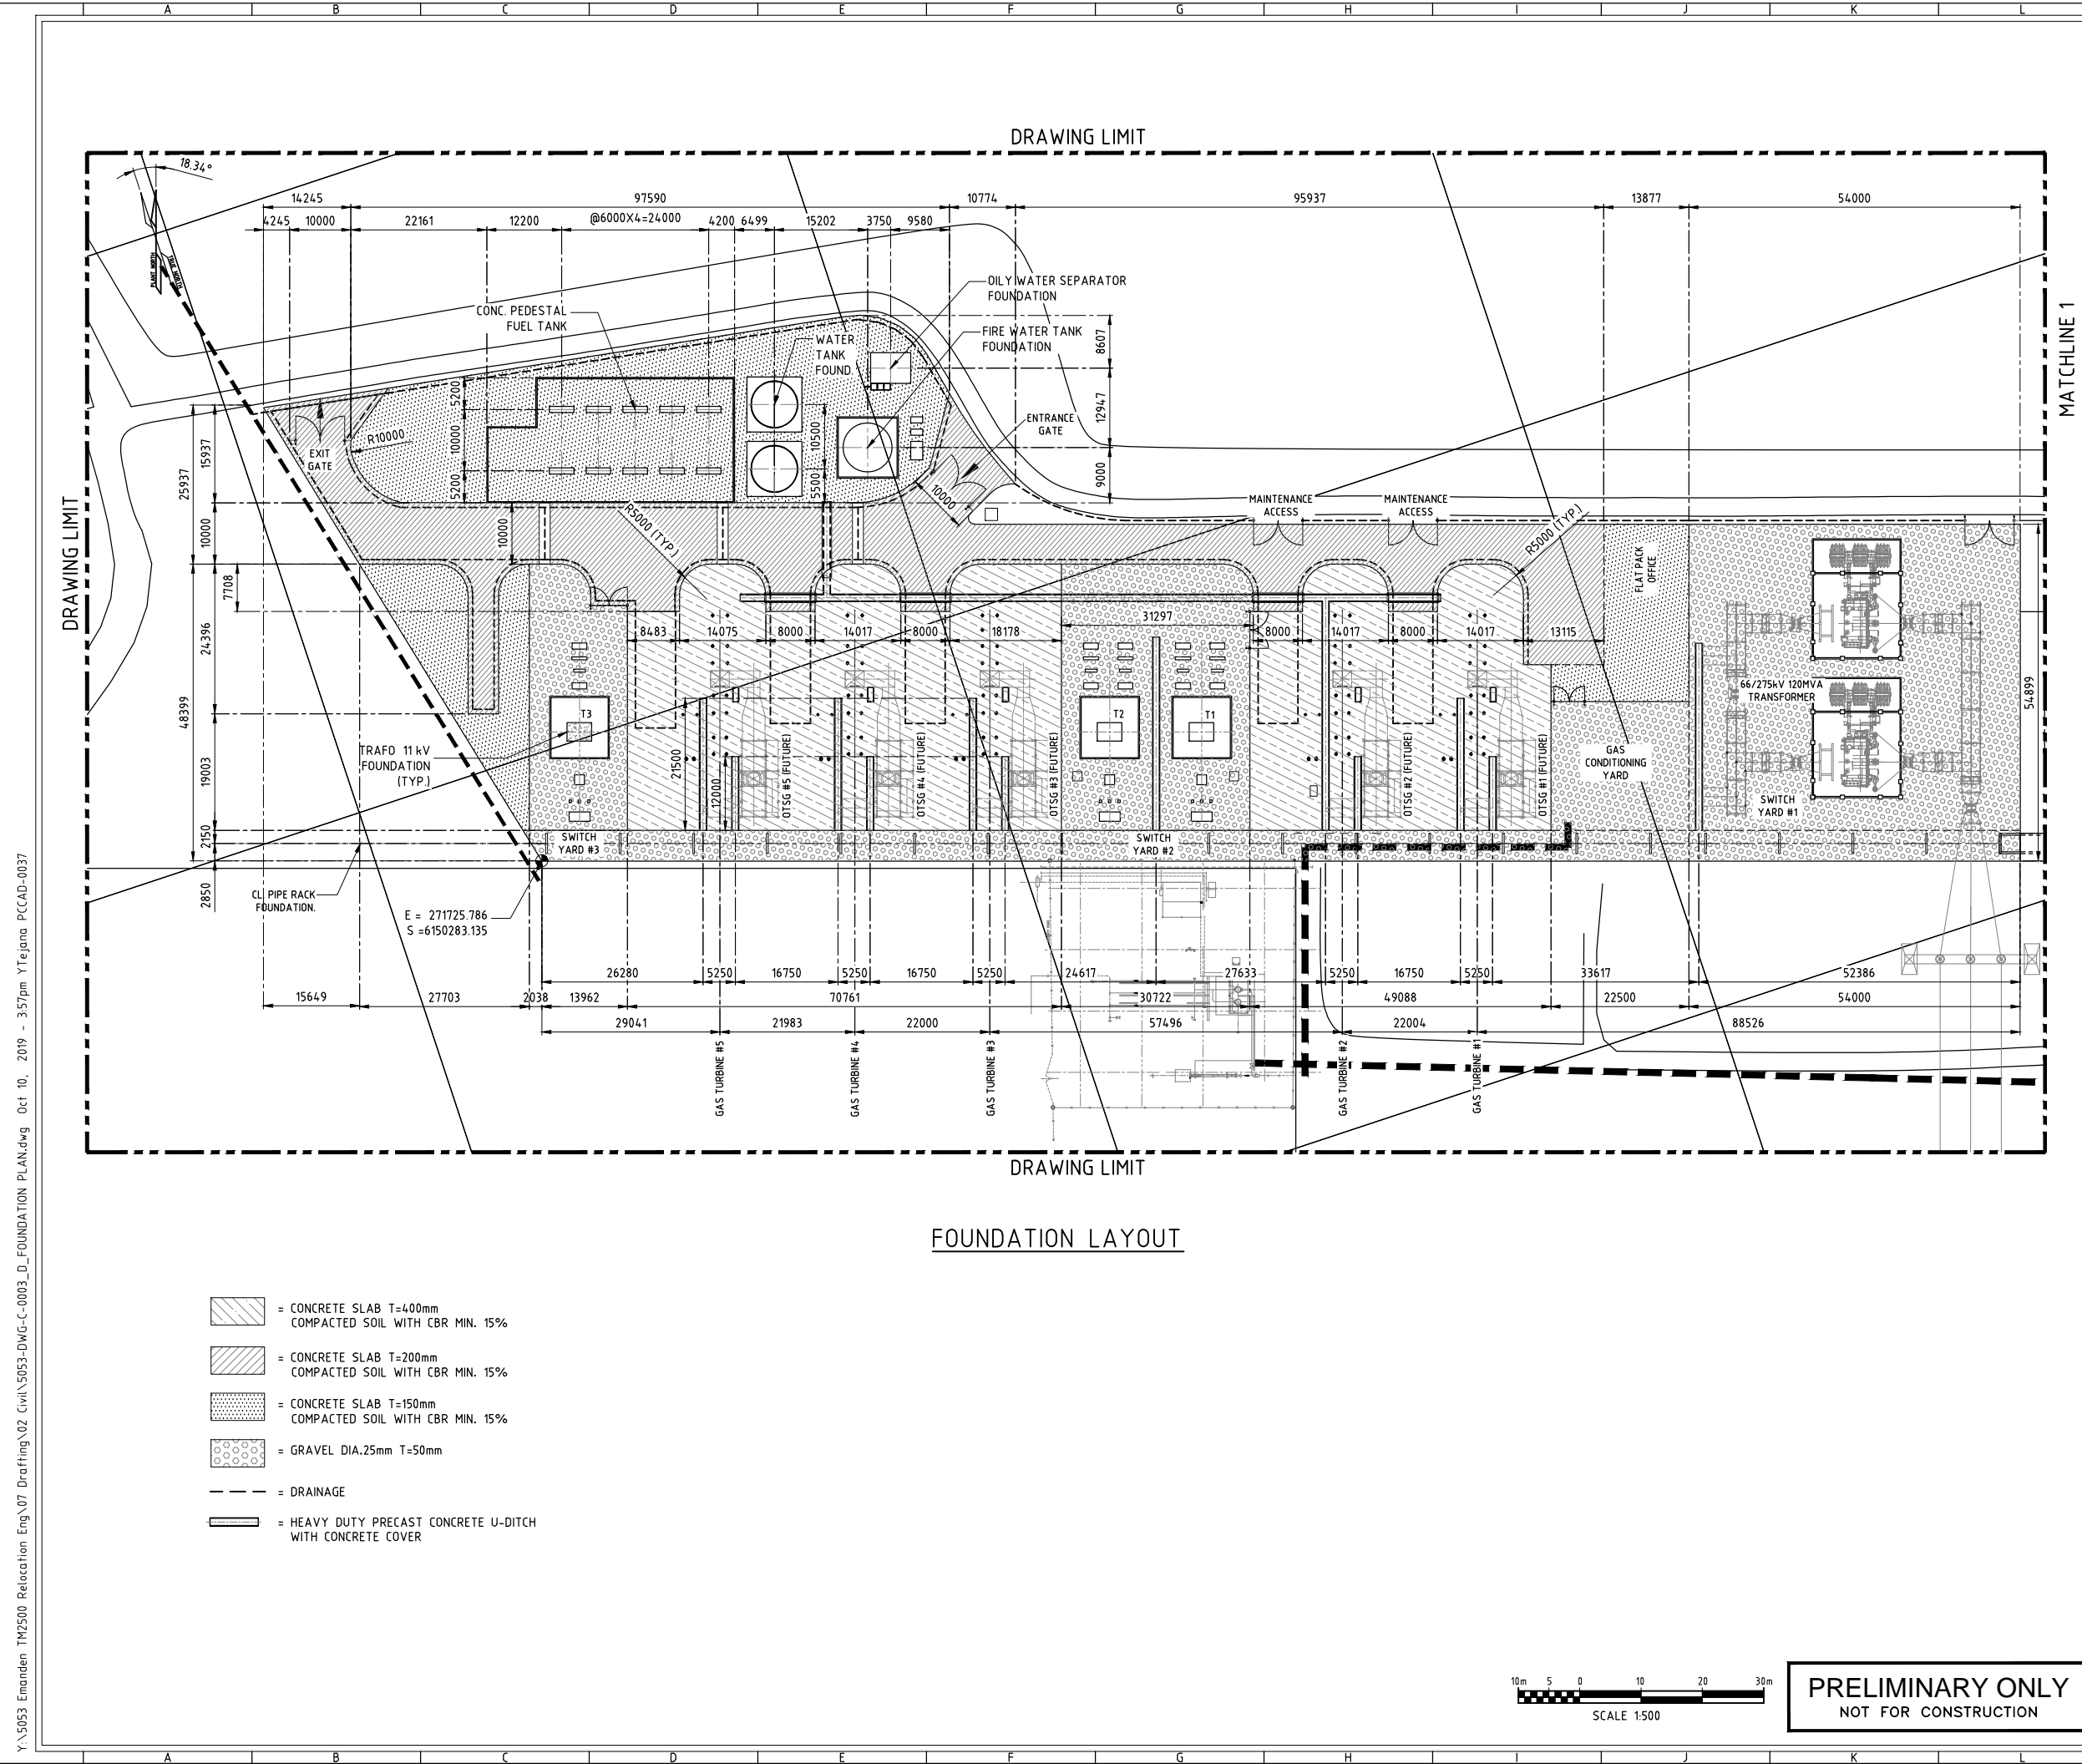 A B C D E F G H I J K L
DRAWING LIMIT
18.34°
PLANT NORTH
TRUE NORTH
14245 97590 10774 95937 13877 54000
4245 10000 22161 12200 @6000X4=24000 4200 6499 15202 3750 9580
OILY WATER SEPARATOR
FOUNDATION
CONC. PEDESTAL
FUEL TANK
FIRE WATER TANK
FOUNDATION
WATER
TANK
FOUND.
8607
12947
9000
MATCHLINE 1
5200
10000
5200
10500
5500
R10000
EXIT
GATE
ENTRANCE
GATE
10000
15937
25937
10000
10000
R5000 (TYP.)
MAINTENANCE
ACCESS
MAINTENANCE
ACCESS
R5000 (TYP.)
DRAWING LIMIT
7708
24396
48399
19003
2150
2850
FLAT PACK
OFFICE
31297
8483 14075 8000 14017 8000 18178 8000 14017 8000 14017 13115
66/275kV 120MVA
TRANSFORMER
54899
T3 T2 T1
TRAFO 11 kV
FOUNDATION
(TYP.)
21500
12000
OTSG #5 (FUTURE)
OTSG #4 (FUTURE)
OTSG #3 (FUTURE)
OTSG #2 (FUTURE)
OTSG #1 (FUTURE)
GAS
CONDITIONING
YARD
SWITCH
YARD #1
SWITCH
YARD #3
SWITCH
YARD #2
CL. PIPE RACK
FOUNDATION.
E = 271725.786
S =6150283.135
26280 5250 16750 5250 16750 5250 24617 27633 5250 16750 5250 33617 52386
15649 27703 2038 13962 70761 30722 49088 22500 54000
29041 21983 22000 57496 22004 88526
GAS TURBINE #5
GAS TURBINE #4
GAS TURBINE #3
GAS TURBINE #2
GAS TURBINE #1
DRAWING LIMIT
FOUNDATION LAYOUT
= CONCRETE SLAB T=400mm
COMPACTED SOIL WITH CBR MIN. 15%
= CONCRETE SLAB T=200mm
COMPACTED SOIL WITH CBR MIN. 15%
= CONCRETE SLAB T=150mm
COMPACTED SOIL WITH CBR MIN. 15%
= GRAVEL DIA.25mm T=50mm
= DRAINAGE
= HEAVY DUTY PRECAST CONCRETE U-DITCH
WITH CONCRETE COVER
10m 5 0 10 20 30m
SCALE 1:500
PRELIMINARY ONLY
NOT FOR CONSTRUCTION
Y:\5053 Emanden TM2500 Relocation Eng\07 Drafting\02 Civil\5053-DWG-C-0003_D_FOUNDATION PLAN.dwg Oct 10, 2019 - 3:57pm YTejana PCCAD-0037
A B C D E F G H I J K L